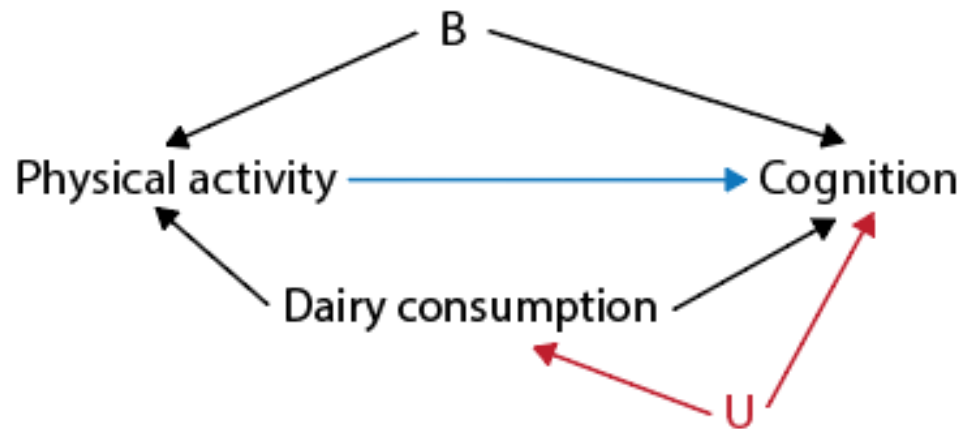 B
Physical activity
Cognition
Dairy consumption
U